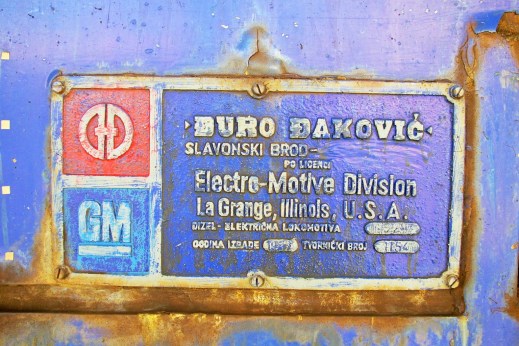 ĐURO ĐAKOVIĆ
SLAVONSKI BROD-
PO LICENCI
Electro-Motive Division
La Grange, Illinois, U.S.A.
DIZEL-ELEKTRIČNA LOKOMOTIVA
GODINA IZRADE TVORNIČKI BROJ
GM